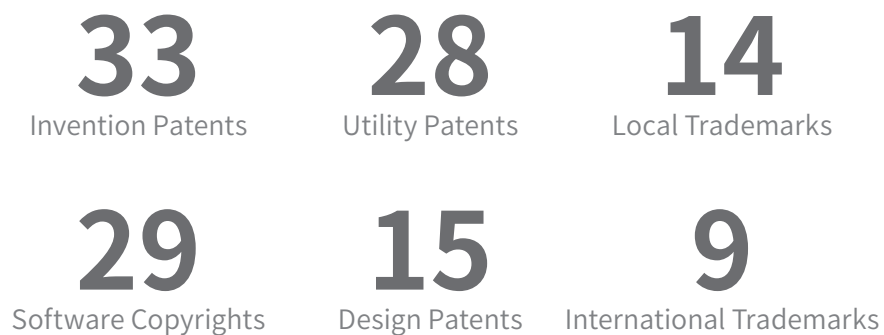 33 28 14
Invention Patents Utility Patents Local Trademarks
29 15 9
Software Copyrights Design Patents International Trademarks